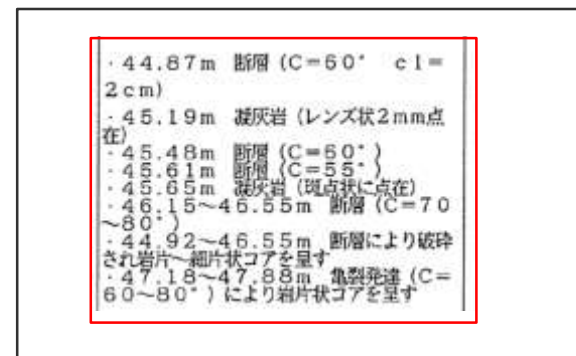 ・44.87m 断層 (C=60° cl=
2cm)
・45.19m 凝灰岩 (レンズ状2mm点
在)
・45.48m 断層 (C=60°)
・45.61m 断層 (C=55°)
・45.65m 凝灰岩 (斑点状に点在)
・46.15～46.55m 断層 (C=70
～80°)
・44.92～46.55m 断層により破砕
され岩片～細片状コアを呈す
・47.18～47.88m 亀裂発達 (C=
60～80°) により岩片状コアを呈す